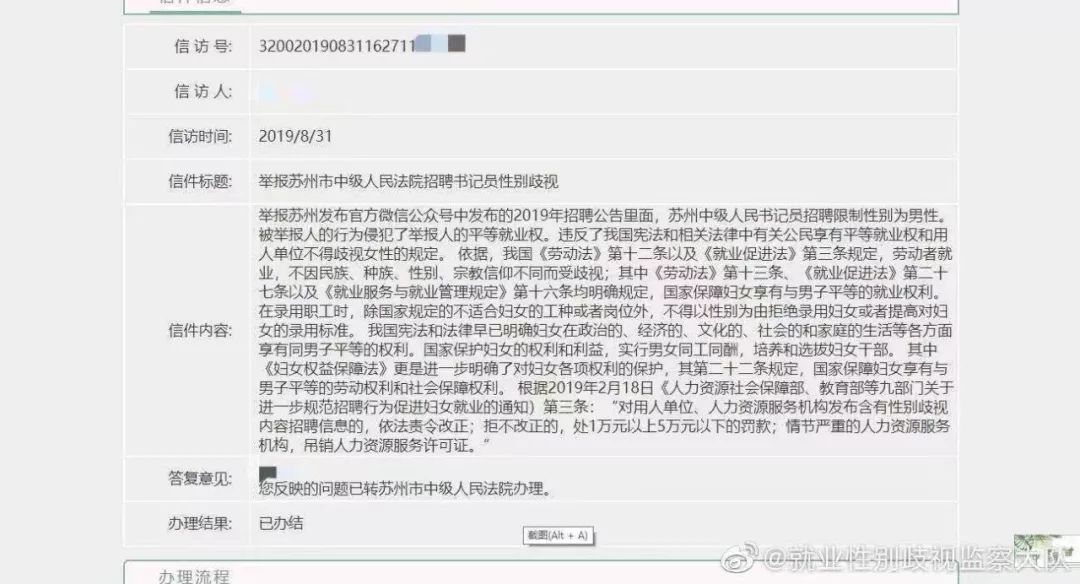 信件信息
信 访 号: 320020190831162711
信 访 人:
信访时间: 2019/8/31
信件标题: 举报苏州市中级人民法院招聘书记员性别歧视
举报苏州发布官方微信公众号中发布的2019年招聘公告里面，苏州中级人民书记员招聘限制性别为男性。
被举报人的行为侵犯了举报人的平等就业权。违反了我国宪法和相关法律中有关公民享有平等就业权和用
人单位不得歧视女性的规定。 依据，我国《劳动法》第十二条以及《就业促进法》第三条规定，劳动者就
业，不因民族、种族、性别、宗教信仰不同而受歧视；其中《劳动法》第十三条、《就业促进法》第二十
七条以及《就业服务与就业管理规定》第十六条均明确规定，国家保障妇女享有与男子平等的就业权利。
在录用职工时，除国家规定的不适合妇女的工种或者岗位外，不得以性别为由拒绝录用妇女或者提高对妇
女的录用标准。 我国宪法和法律早已明确妇女在政治的、经济的、文化的、社会的和家庭的生活等各方面
信件内容: 享有同男子平等的权利。国家保护妇女的权利和利益，实行男女同工同酬，培养和选拔妇女干部。 其中
《妇女权益保障法》更是进一步明确了对妇女各项权利的保护，其第二十二条规定，国家保障妇女享有与
男子平等的劳动权利和社会保障权利。 根据2019年2月18日《人力资源社会保障部、教育部等九部门关于
进一步规范招聘行为促进妇女就业的通知）第三条：“对用人单位、人力资源服务机构发布含有性别歧视
内容招聘信息的，依法责令改正；拒不改正的，处1万元以上5万元以下的罚款；情节严重的人力资源服务
机构，吊销人力资源服务许可证。“
答复意见: 您反映的问题已转苏州市中级人民法院办理。
办理结果: 已办结
截图(Alt + A)
@就业性别歧视监察大队
办理流程